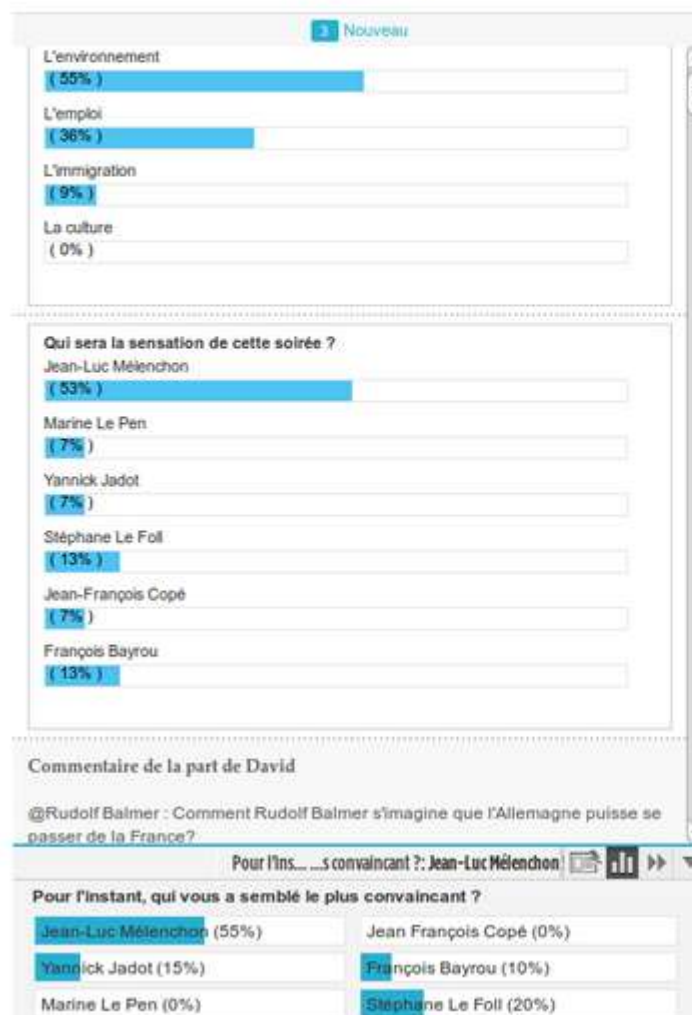 3 Nouveau
L'environnement
( 55% )
L'emploi
( 36% )
L'immigration
( 9% )
La culture
( 0% )
Qui sera la sensation de cette soirée ?
Jean-Luc Mélenchon
( 53% )
Marine Le Pen
( 7% )
Yannick Jadot
( 7% )
Stéphane Le Foll
( 13% )
Jean-François Copé
( 7% )
François Bayrou
( 13% )
Commentaire de la part de David
@Rudolf Balmer : Comment Rudolf Balmer s'imagine que l'Allemagne puisse se
passer de la France?
Pour l'ins... ...s convaincant ?: Jean-Luc Mélenchon
Pour l'instant, qui vous a semblé le plus convaincant ?
Jean-Luc Mélenchon (55%) Jean François Copé (0%)
Yannick Jadot (15%) François Bayrou (10%)
Marine Le Pen (0%) Stéphane Le Foll (20%)